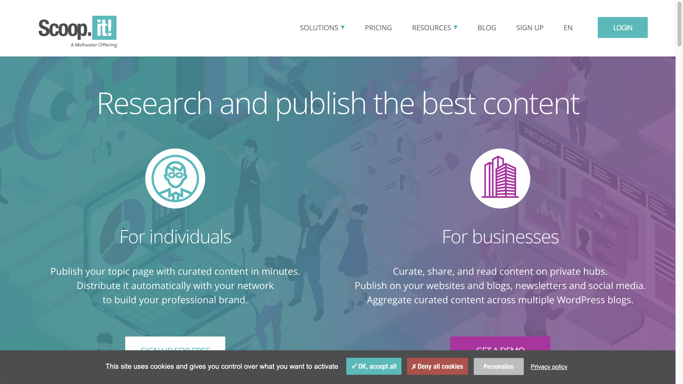 Scoop.it!
A Meltwater Offering
SOLUTIONS
PRICING
RESOURCES
BLOG
SIGN UP
EN
LOGIN
Research and publish the best content
For individuals
Publish your topic page with curated content in minutes.
Distribute it automatically with your network
to build your professional brand.
SIGN UP FOR FREE
For businesses
Curate, share, and read content on private hubs.
Publish on your websites and blogs, newsletters and social media.
Aggregate curated content across multiple WordPress blogs.
GET A DEMO
PROJECTS
This site uses cookies and gives you control over what you want to activate
✓ OK, accept all
✗ Deny all cookies
Personalize
Privacy policy